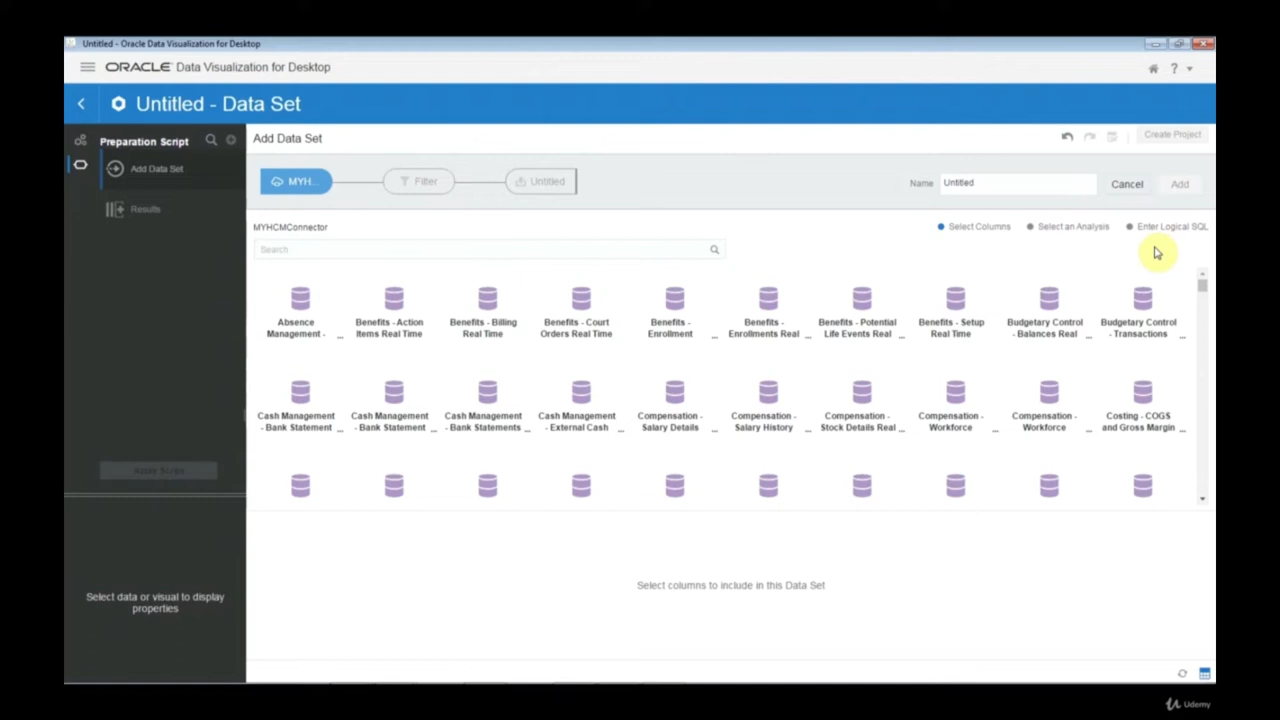 Untitled - Oracle Data Visualization for Desktop
ORACLE Data Visualization for Desktop
?
Untitled - Data Set
Preparation Script
Add Data Set
Results
Apply Script
Select data or visual to display
properties
Add Data Set
Create Project
MYH...
Filter
Untitled
Name
Untitled
Cancel
Add
MYHCMConnector
Select Columns
Select an Analysis
Enter Logical SQL
Search
Absence
Management - ...
Benefits - Action
Items Real Time
Benefits - Billing
Real Time
Benefits - Court
Orders Real Time
Benefits -
Enrollment ...
Benefits -
Enrollments Real ...
Benefits - Potential
Life Events Real ...
Benefits - Setup
Real Time
Budgetary Control
- Balances Real ...
Budgetary Control
- Transactions ...
Cash Management
- Bank Statement ...
Cash Management
- Bank Statement ...
Cash Management
- Bank Statements ...
Cash Management
- External Cash ...
Compensation -
Salary Details ...
Compensation -
Salary History ...
Compensation -
Stock Details Real ...
Compensation -
Workforce ...
Compensation -
Workforce ...
Costing - COGS
and Gross Margin ...
Select columns to include in this Data Set
Udemy